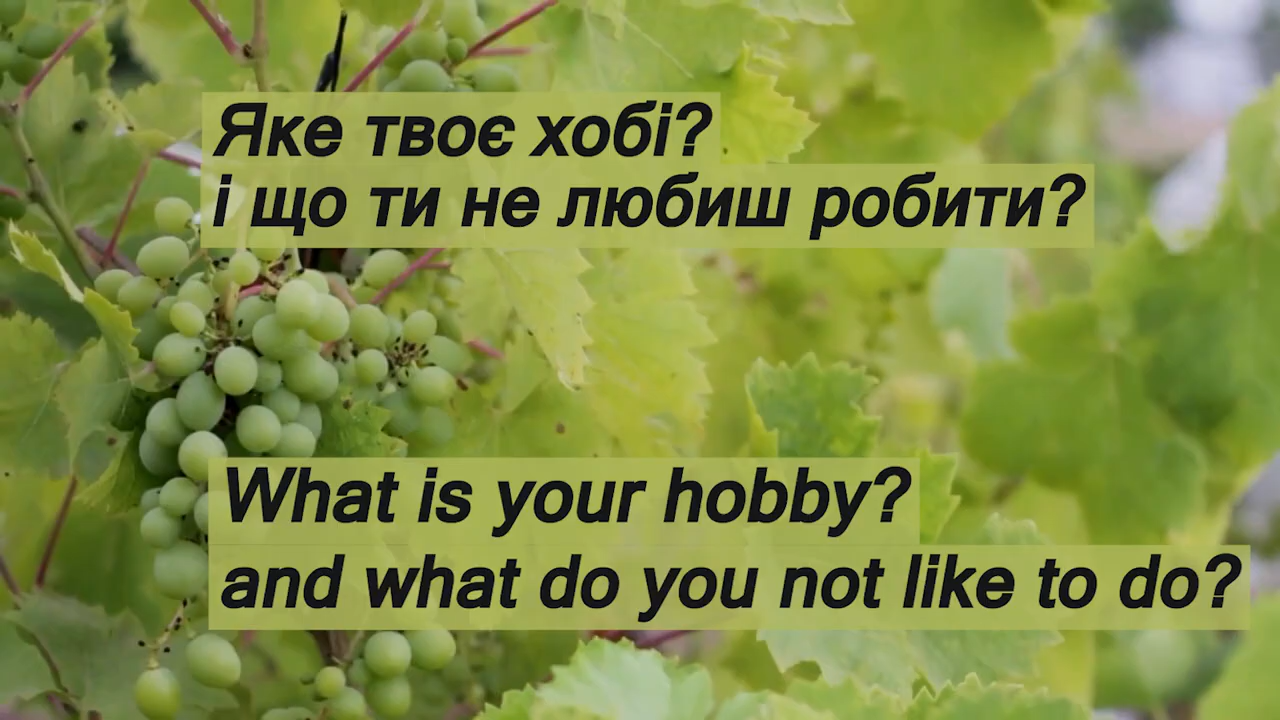 Яке твоє хобі?
і що ти не любиш робити?
What is your hobby?
and what do you not like to do?